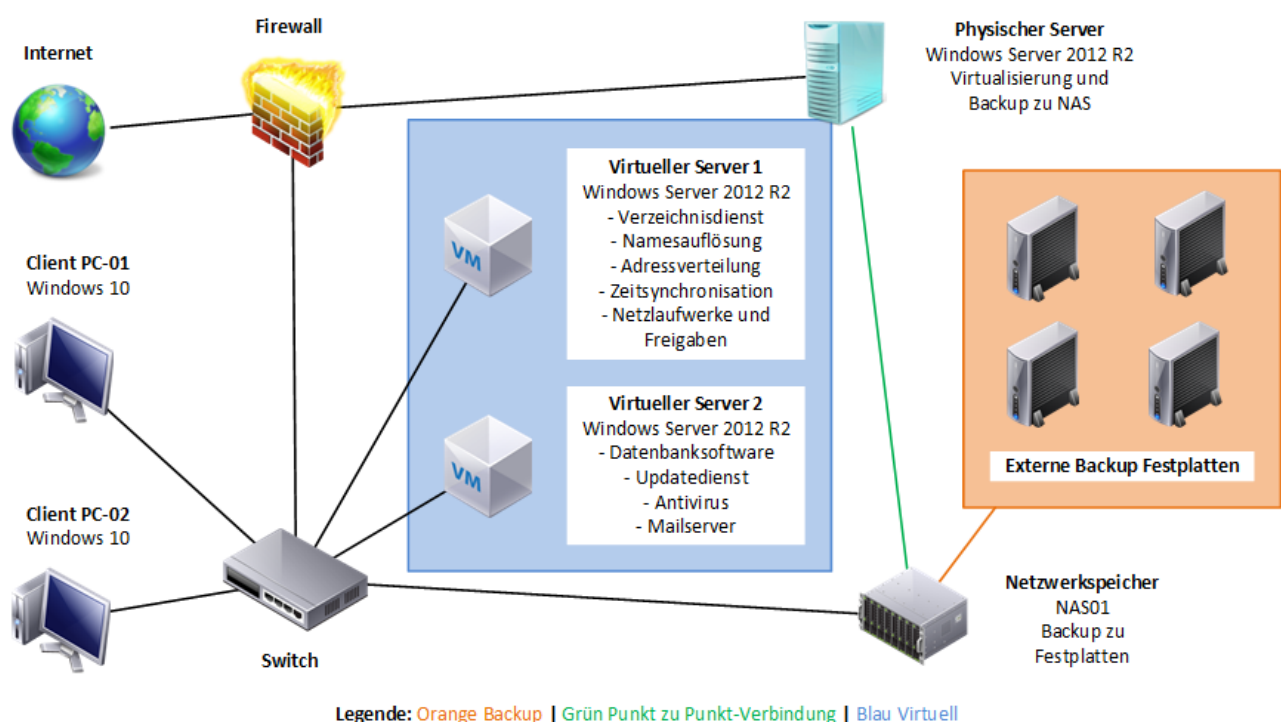 Internet
Firewall
Physischer Server
Windows Server 2012 R2
Virtualisierung und
Backup zu NAS
Virtueller Server 1
Windows Server 2012 R2
- Verzeichnisdienst
- Namesauflösung
- Adressverteilung
- Zeitsynchronisation
- Netzlaufwerke und
Freigaben
VM
Client PC-01
Windows 10
Virtueller Server 2
Windows Server 2012 R2
- Datenbanksoftware
- Updatedienst
- Antivirus
- Mailserver
VM
Externe Backup Festplatten
Client PC-02
Windows 10
Switch
Netzwerkspeicher
NAS01
Backup zu
Festplatten
Legende: Orange Backup | Grün Punkt zu Punkt-Verbindung | Blau Virtuell